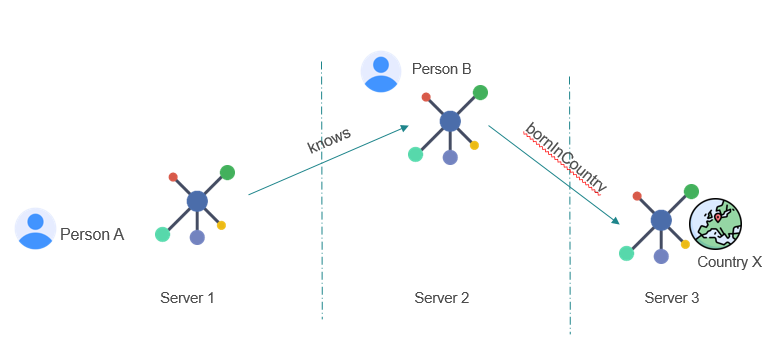 Person B
knows
bornInCountry
Person A
Country X
Server 1
Server 2
Server 3